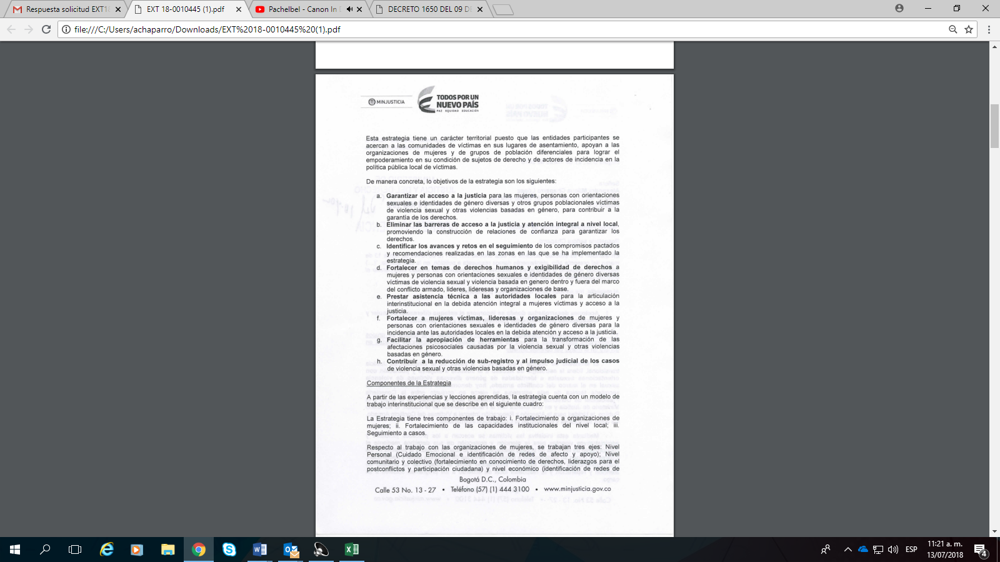 Respuesta solicitud EXT18
EXT 18-0010445 (1).pdf
Pachelbel - Canon In
DECRETO 1650 DEL 09 DE
file:///C:/Users/achaparro/Downloads/EXT%2018-0010445%20(1).pdf
MINJUSTICIA
TODOS POR UN
NUEVO PAÍS
PAZ EQUIDAD EDUCACIÓN
Esta estrategia tiene un carácter territorial puesto que las entidades participantes se
acercan a las comunidades de víctimas en sus lugares de asentamiento, apoyan a las
organizaciones de mujeres y de grupos de población diferenciales para lograr el
empoderamiento en su condición de sujetos de derecho y de actores de incidencia en la
política pública local de víctimas.
De manera concreta, lo objetivos de la estrategia son los siguientes:
a. Garantizar el acceso a la justicia para las mujeres, personas con orientaciones
sexuales e identidades de género diversas y otros grupos poblacionales víctimas
de violencia sexual y otras violencias basadas en género, para contribuir a la
garantía de los derechos.
b. Eliminar las barreras de acceso a la justicia y atención integral a nivel local,
promoviendo la construcción de relaciones de confianza para garantizar los
derechos.
c. Identificar los avances y retos en el seguimiento de los compromisos pactados
y recomendaciones realizadas en las zonas en las que se ha implementado la
estrategia.
d. Fortalecer en temas de derechos humanos y exigibilidad de derechos a
mujeres y personas con orientaciones sexuales e identidades de género diversas
víctimas de violencia sexual y violencia basada en genero dentro y fuera del marco
del conflicto armado, lideres, lideresas y organizaciones de base.
e. Prestar asistencia técnica a las autoridades locales para la articulación
interinstitucional en la debida atención integral a mujeres víctimas y acceso a la
justicia.
f. Fortalecer a mujeres víctimas, lideresas y organizaciones de mujeres y
personas con orientaciones sexuales e identidades de género diversas para la
incidencia ante las autoridades locales en la debida atención y acceso a la justicia.
g. Facilitar la apropiación de herramientas para la transformación de las
afectaciones psicosociales causadas por la violencia sexual y otras violencias
basadas en género.
h. Contribuir a la reducción de sub-registro y al impulso judicial de los casos
de violencia sexual y otras violencias basadas en género.
Componentes de la Estrategia
A partir de las experiencias y lecciones aprendidas, la estrategia cuenta con un modelo de
trabajo interinstitucional que se describe en el siguiente cuadro:
La Estrategia tiene tres componentes de trabajo: i. Fortalecimiento a organizaciones de
mujeres; ii. Fortalecimiento de las capacidades institucionales del nivel local; iii.
Seguimiento a casos.
Respecto al trabajo con las organizaciones de mujeres, se trabajan tres ejes: Nivel
Personal (Cuidado Emocional e identificación de redes de afecto y apoyo); Nivel
comunitario y colectivo (fortalecimiento en conocimiento de derechos, liderazgos para el
postconflictos y participación ciudadana) y nivel económico (identificación de redes de
Bogotá D.C., Colombia
Calle 53 No. 13 - 27 • Teléfono (57) (1) 444 3100 • www.minjusticia.gov.co
ESP
11:21 a. m.
13/07/2018
4